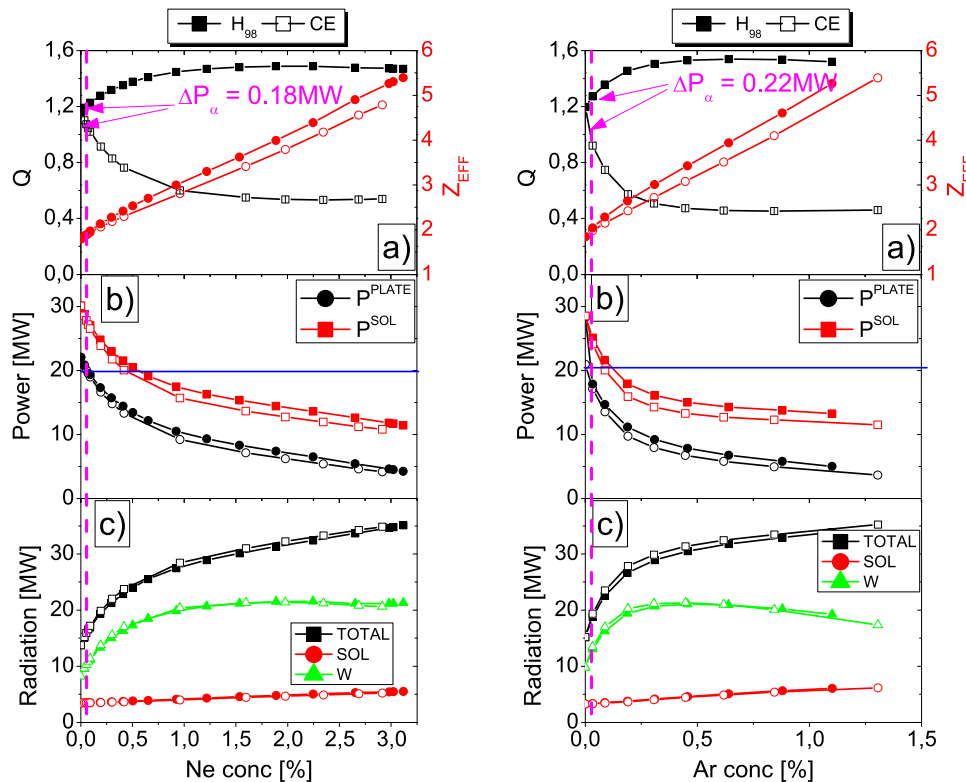 H98 CE
1,6
1,2
0,8
0,4
0,0
Q
6
5
4
3
2
1
ZEFF
ΔPα = 0.18MW
a)
b)
PPLATE
PSOL
30
20
10
0
Power [MW]
c)
TOTAL
SOL
W
30
20
10
0
Radiation [MW]
0,0 0,5 1,0 1,5 2,0 2,5 3,0
Ne conc [%]
H98 CE
1,6
1,2
0,8
0,4
0,0
Q
6
5
4
3
2
1
ZEFF
ΔPα = 0.22MW
a)
b)
PPLATE
PSOL
30
20
10
0
Power [MW]
c)
TOTAL
SOL
W
30
20
10
0
Radiation [MW]
0,0 0,5 1,0 1,5
Ar conc [%]